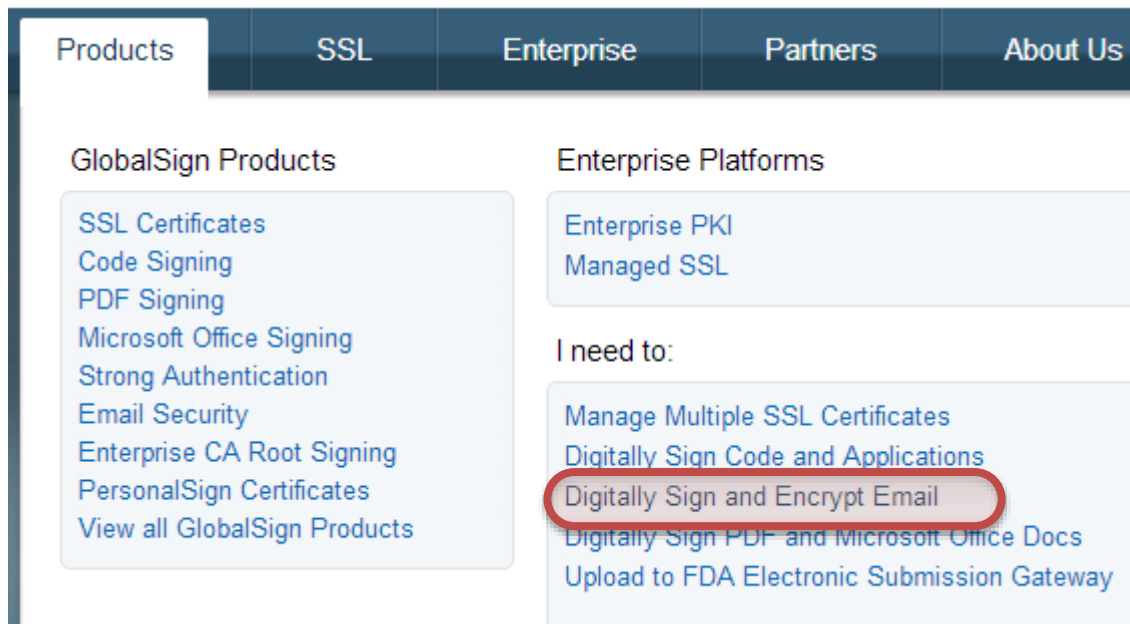 Products SSL Enterprise Partners About Us
GlobalSign Products
SSL Certificates
Code Signing
PDF Signing
Microsoft Office Signing
Strong Authentication
Email Security
Enterprise CA Root Signing
PersonalSign Certificates
View all GlobalSign Products
Enterprise Platforms
Enterprise PKI
Managed SSL
I need to:
Manage Multiple SSL Certificates
Digitally Sign Code and Applications
Digitally Sign and Encrypt Email
Digitally Sign PDF and Microsoft Office Docs
Upload to FDA Electronic Submission Gateway